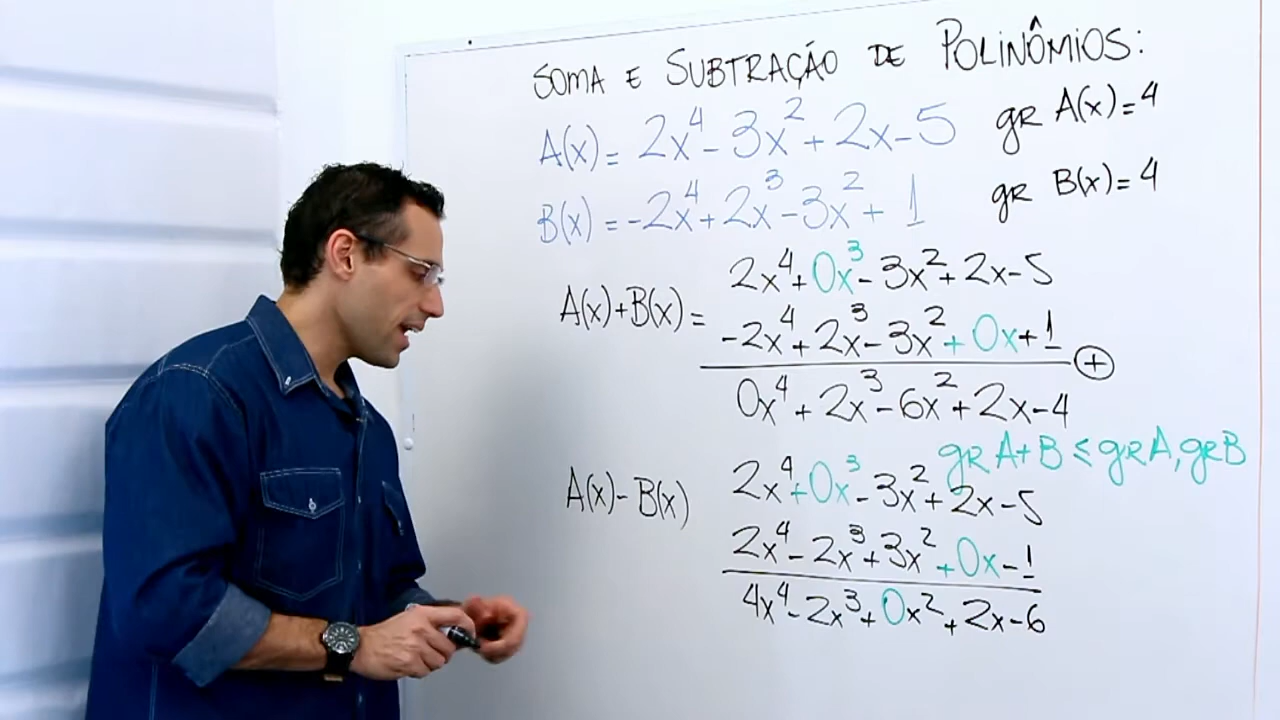 SOMA E SUBTRAÇÃO DE POLINÔMIOS:
A(x) = 2x⁴ - 3x² + 2x - 5
gR A(x) = 4
B(x) = -2x⁴ + 2x³ - 3x² + 1
gR B(x) = 4
2x⁴ + 0x³ - 3x² + 2x - 5
A(x) + B(x) =
-2x⁴ + 2x³ - 3x² + 0x + 1
⊕
0x⁴ + 2x³ - 6x² + 2x - 4
gR A+B ≤ gRA, gRB
2x⁴ + 0x³ - 3x² + 2x - 5
A(x) - B(x)
2x⁴ - 2x³ + 3x² + 0x - 1
4x⁴ - 2x³ + 0x² + 2x - 6